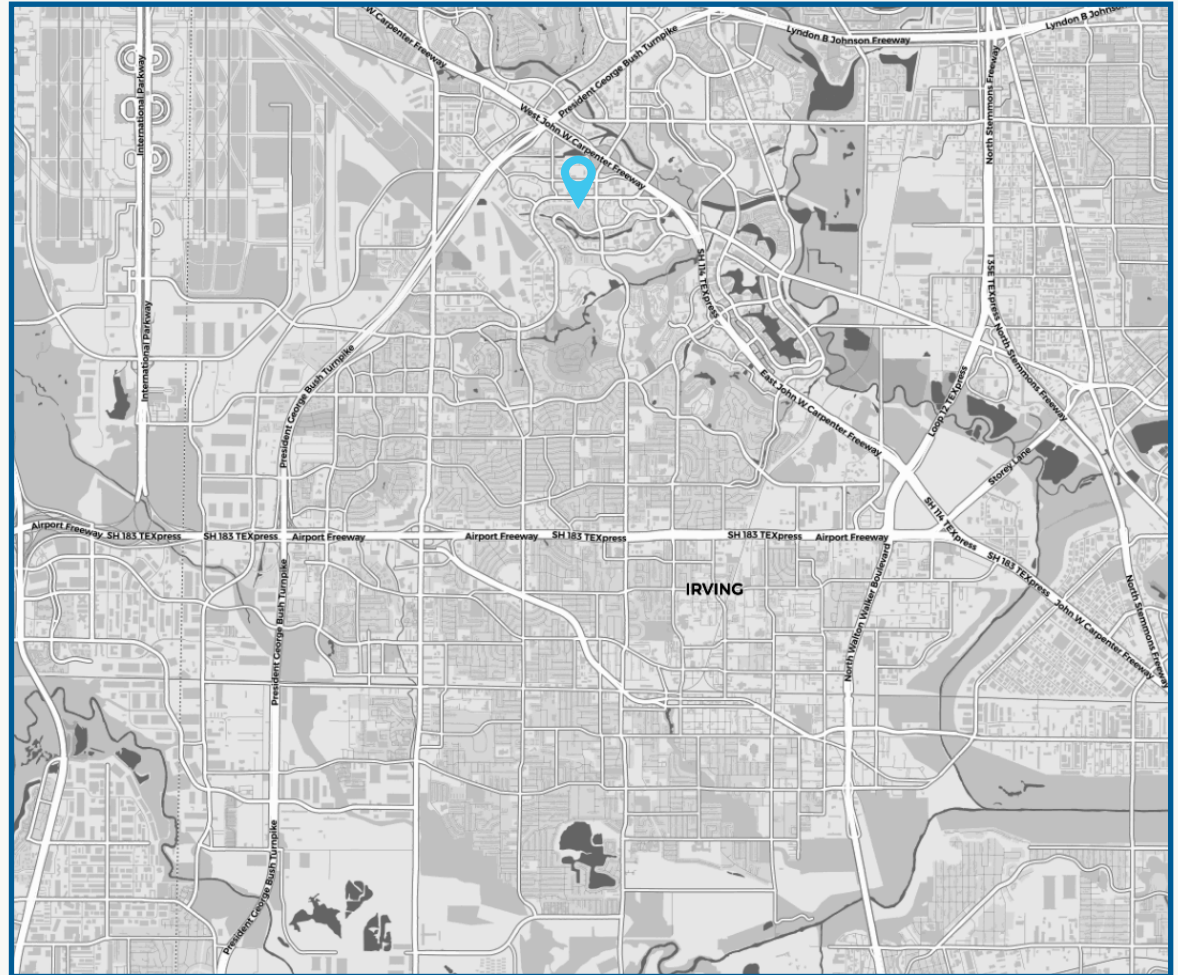 W Carpenter Freeway
Lyndon B Johnson Freeway
Lyndon B Johnson
International Parkway
President George Bush Turnpike
North Stemmons Freeway
West John W Carpenter Freeway
SH 114 TEXpress
I 35E TEXpress
International Parkway
President George Bush Turnpike
North Stemmons Freeway
East John W Carpenter Freeway
Loop 12 TEXpress
President George Bush Turnpike
Storey Lane
Airport Freeway
SH 183 TEXpress
SH 183 TEXpress
Airport Freeway
Airport Freeway
SH 183 TEXpress
SH 183 TEXpress
Airport Freeway
SH 114 TEXpress
SH 183 TEXpress
John W Carpenter Freeway
IRVING
North Walton Walker Boulevard
North Stemmons Freeway
President George Bush Turnpike
President George Bush Turnpike